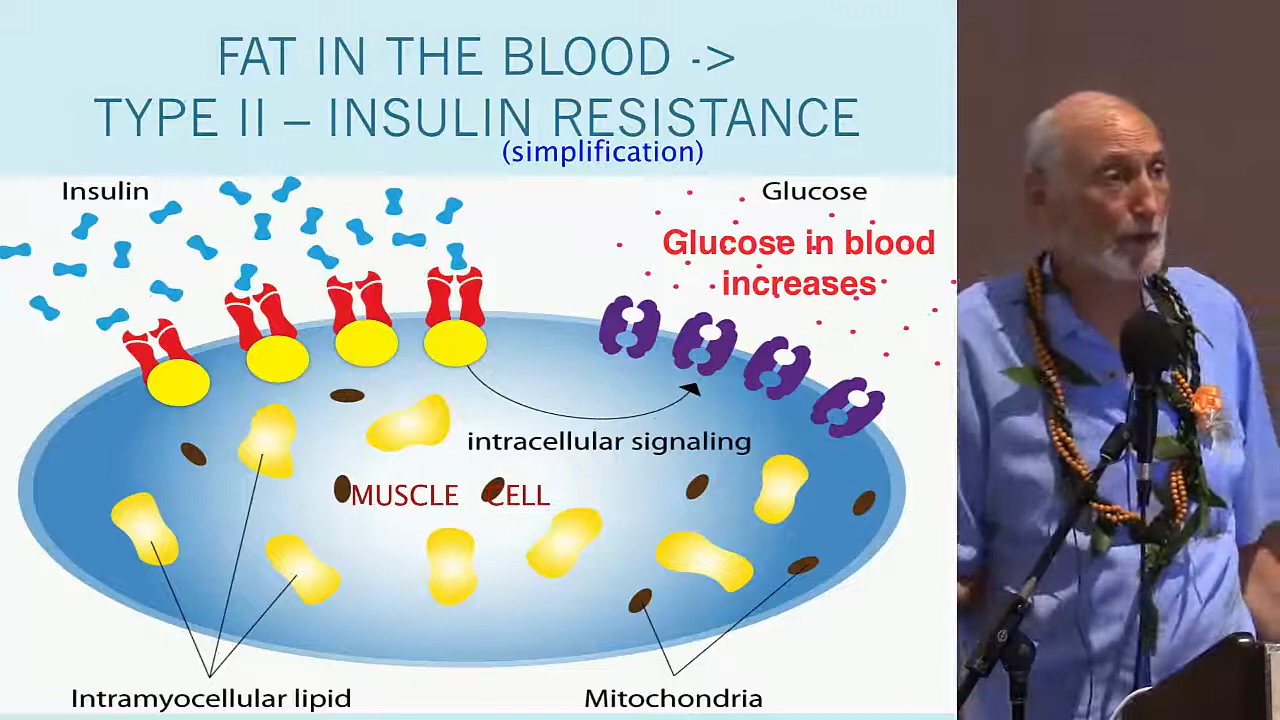 FAT IN THE BLOOD ->
TYPE II – INSULIN RESISTANCE
(simplification)
Insulin
Glucose
Glucose in blood
increases
intracellular signaling
MUSCLE CELL
Intramyocellular lipid
Mitochondria